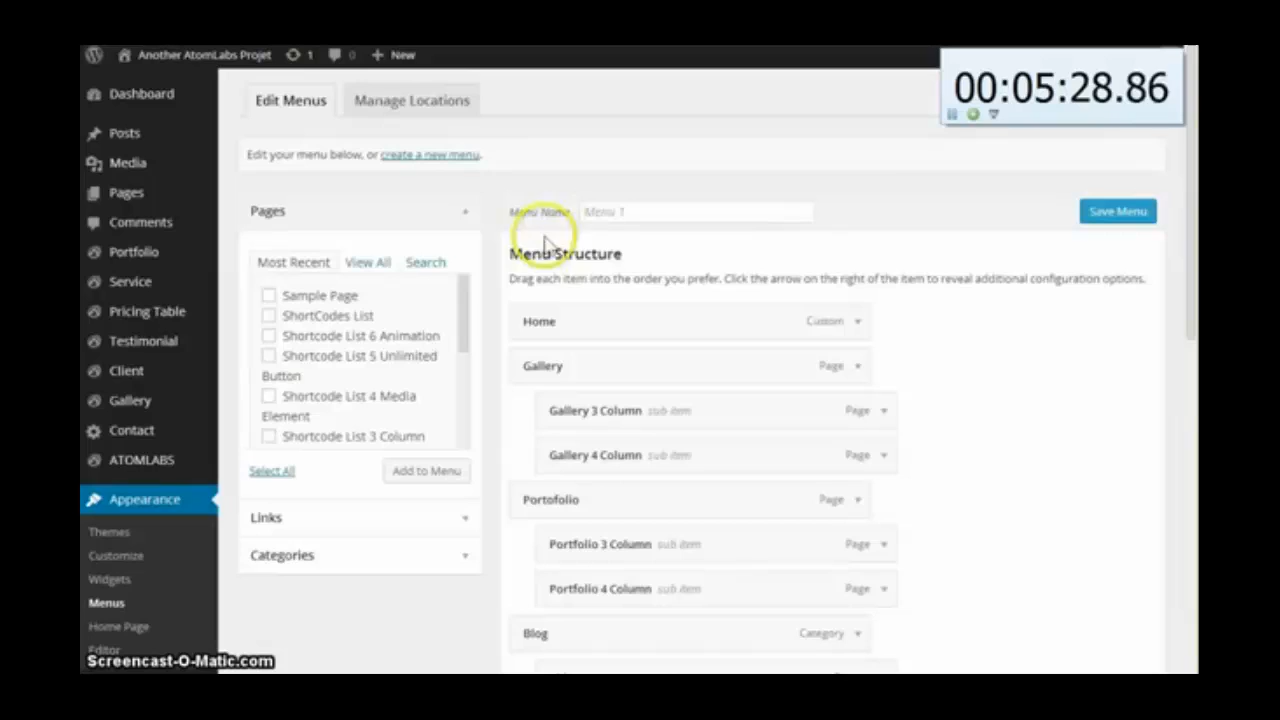 Another AtomLabs Projet 1 0 + New
00:05:28.86
Dashboard
Posts
Media
Pages
Comments
Portfolio
Service
Pricing Table
Testimonial
Client
Gallery
Contact
ATOMLABS
Appearance
Themes
Customize
Widgets
Menus
Home Page
Editor
Screencast-O-Matic.com
Edit Menus
Manage Locations
Edit your menu below, or create a new menu.
Pages
Most Recent View All Search
Sample Page
ShortCodes List
Shortcode List 6 Animation
Shortcode List 5 Unlimited
Button
Shortcode List 4 Media
Element
Shortcode List 3 Column
Select All
Add to Menu
Links
Categories
Menu Name Menu 1
Save Menu
Menu Structure
Drag each item into the order you prefer. Click the arrow on the right of the item to reveal additional configuration options.
Home Custom
Gallery Page
Gallery 3 Column sub item Page
Gallery 4 Column sub item Page
Portofolio Page
Portfolio 3 Column sub item Page
Portfolio 4 Column sub item Page
Blog Category